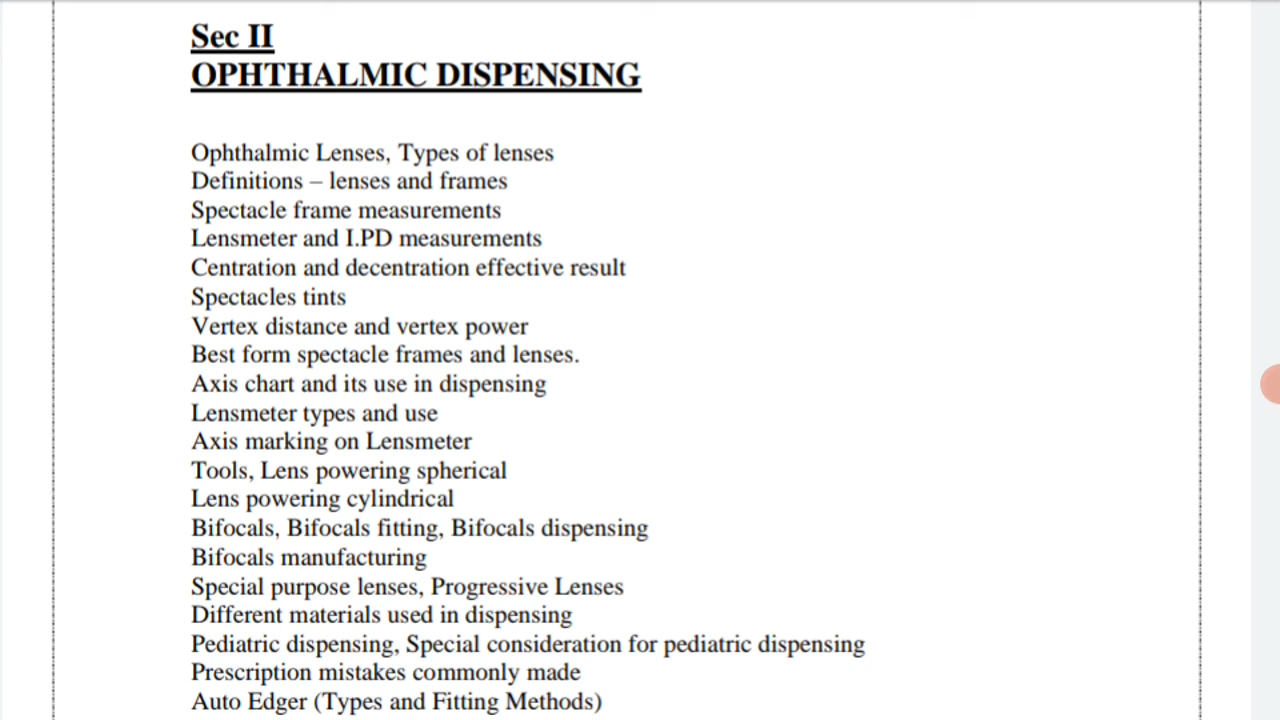 Sec II
OPHTHALMIC DISPENSING
Ophthalmic Lenses, Types of lenses
Definitions – lenses and frames
Spectacle frame measurements
Lensmeter and I.PD measurements
Centration and decentration effective result
Spectacles tints
Vertex distance and vertex power
Best form spectacle frames and lenses.
Axis chart and its use in dispensing
Lensmeter types and use
Axis marking on Lensmeter
Tools, Lens powering spherical
Lens powering cylindrical
Bifocals, Bifocals fitting, Bifocals dispensing
Bifocals manufacturing
Special purpose lenses, Progressive Lenses
Different materials used in dispensing
Pediatric dispensing, Special consideration for pediatric dispensing
Prescription mistakes commonly made
Auto Edger (Types and Fitting Methods)